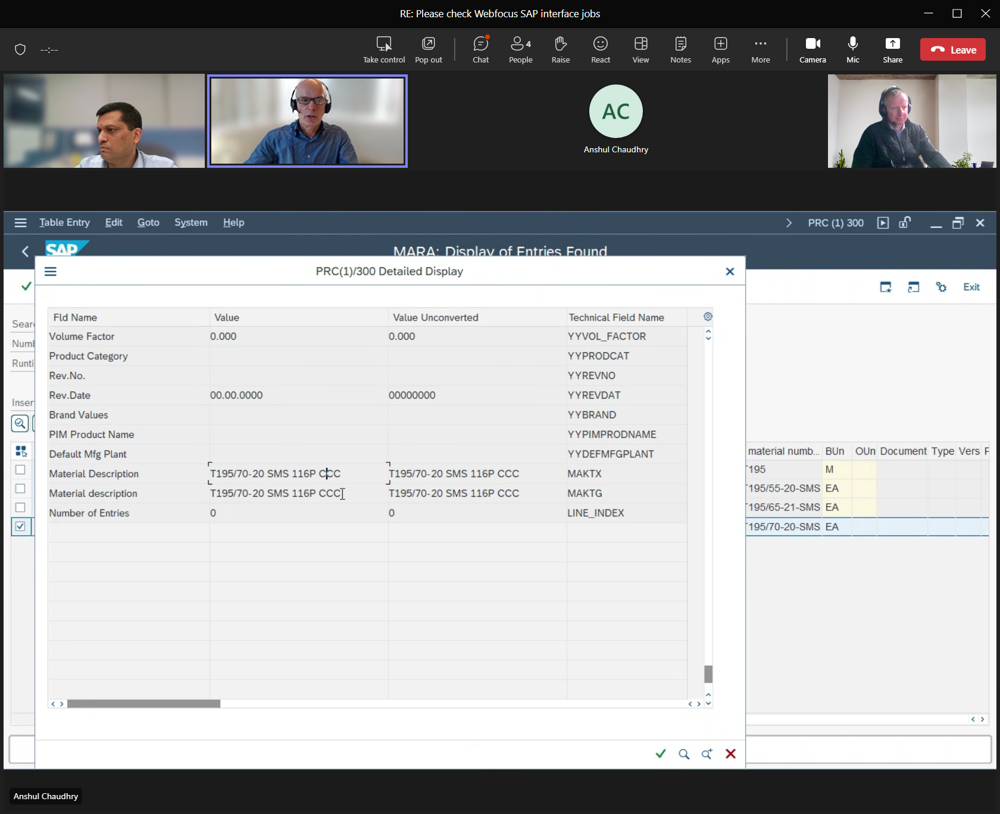 RE: Please check Webfocus SAP interface jobs
--:--
Take control Pop out Chat 4 People Raise React View Notes Apps More Camera Mic Share Leave
AC
Anshul Chaudhry
Table Entry Edit Goto System Help PRC (1) 300
SAP MARA: Display of Entries Found
PRC(1)/300 Detailed Display
Exit
Fld Name Value Value Unconverted Technical Field Name
Volume Factor 0.000 0.000 YYVOL_FACTOR
Product Category YYPRODCAT
Rev.No. YYREVNO
Rev.Date 00.00.0000 00000000 YYREVDAT
Brand Values YYBRAND
PIM Product Name YYPIMPRODNAME
Default Mfg Plant YYDEFMFGPLANT
Material Description T195/70-20 SMS 116P CCC T195/70-20 SMS 116P CCC MAKTX
Material description T195/70-20 SMS 116P CCC T195/70-20 SMS 116P CCC MAKTG
Number of Entries 0 0 LINE_INDEX
Sear
Numb
Runti
Inser
material numb... BUn OUn Document Type Vers
T195 M
T195/55-20-SMS EA
T195/65-21-SMS EA
T195/70-20-SMS EA
Anshul Chaudhry